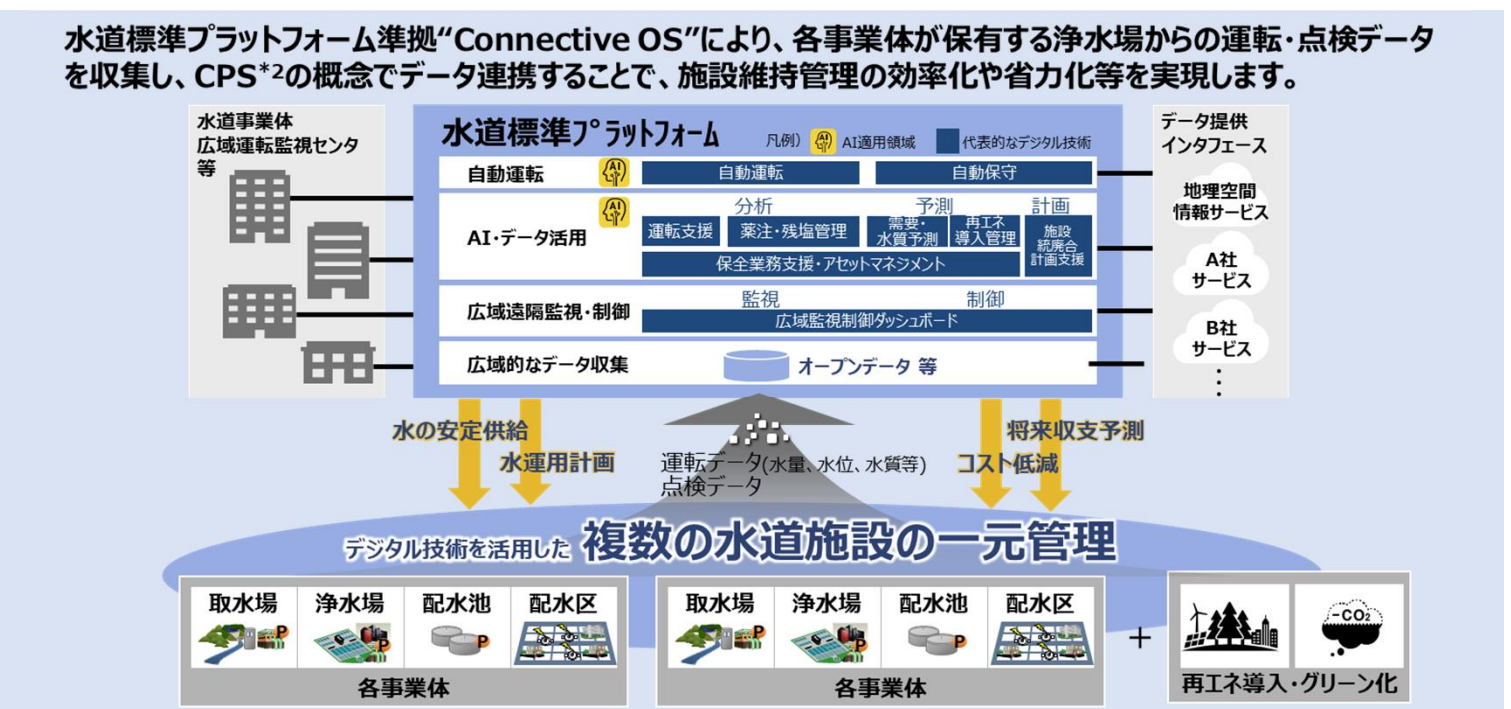 水道標準プラットフォーム準拠“Connective OS”により、各事業体が保有する浄水場からの運転・点検データ
を収集し、CPS*2の概念でデータ連携することで、施設維持管理の効率化や省力化等を実現します。
水道事業体
広域運転監視センタ
等
水道標準プラットフォーム
凡例)
AI
AI適用領域
代表的なデジタル技術
自動運転
AI
自動運転
自動保守
AI・データ活用
AI
分析
予測
計画
運転支援
薬注・残塩管理
需要・
水質予測
再エネ
導入管理
施設
統廃合
計画支援
保全業務支援・アセットマネジメント
広域遠隔監視・制御
監視
制御
広域監視制御ダッシュボード
広域的なデータ収集
オープンデータ 等
データ提供
インタフェース
地理空間
情報サービス
A社
サービス
B社
サービス
⋮
水の安定供給
水運用計画
運転データ(水量、水位、水質等)
点検データ
将来収支予測
コスト低減
デジタル技術を活用した 複数の水道施設の一元管理
取水場
浄水場
配水池
配水区
P
P
P
各事業体
取水場
浄水場
配水池
配水区
P
P
P
各事業体
+
-CO₂
再エネ導入・グリーン化